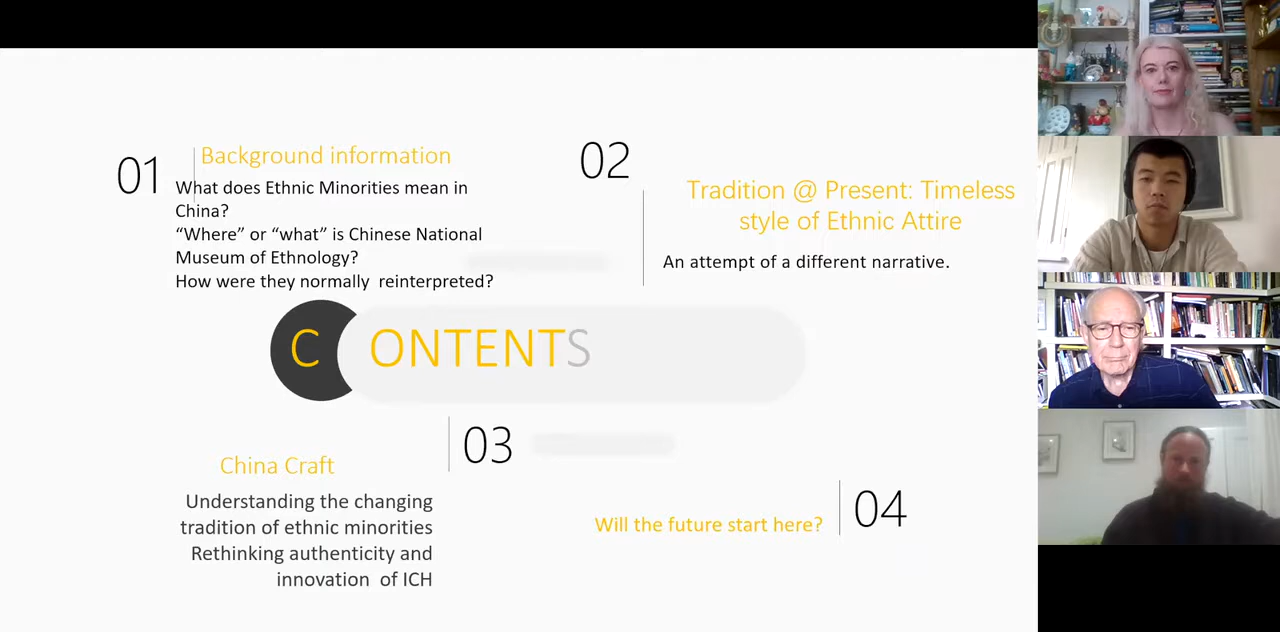 01
Background information
What does Ethnic Minorities mean in
China?
“Where” or “what” is Chinese National
Museum of Ethnology?
How were they normally reinterpreted?
02
Tradition @ Present: Timeless
style of Ethnic Attire
An attempt of a different narrative.
CONTENTS
03
China Craft
Understanding the changing
tradition of ethnic minorities
Rethinking authenticity and
innovation of ICH
Will the future start here?
04